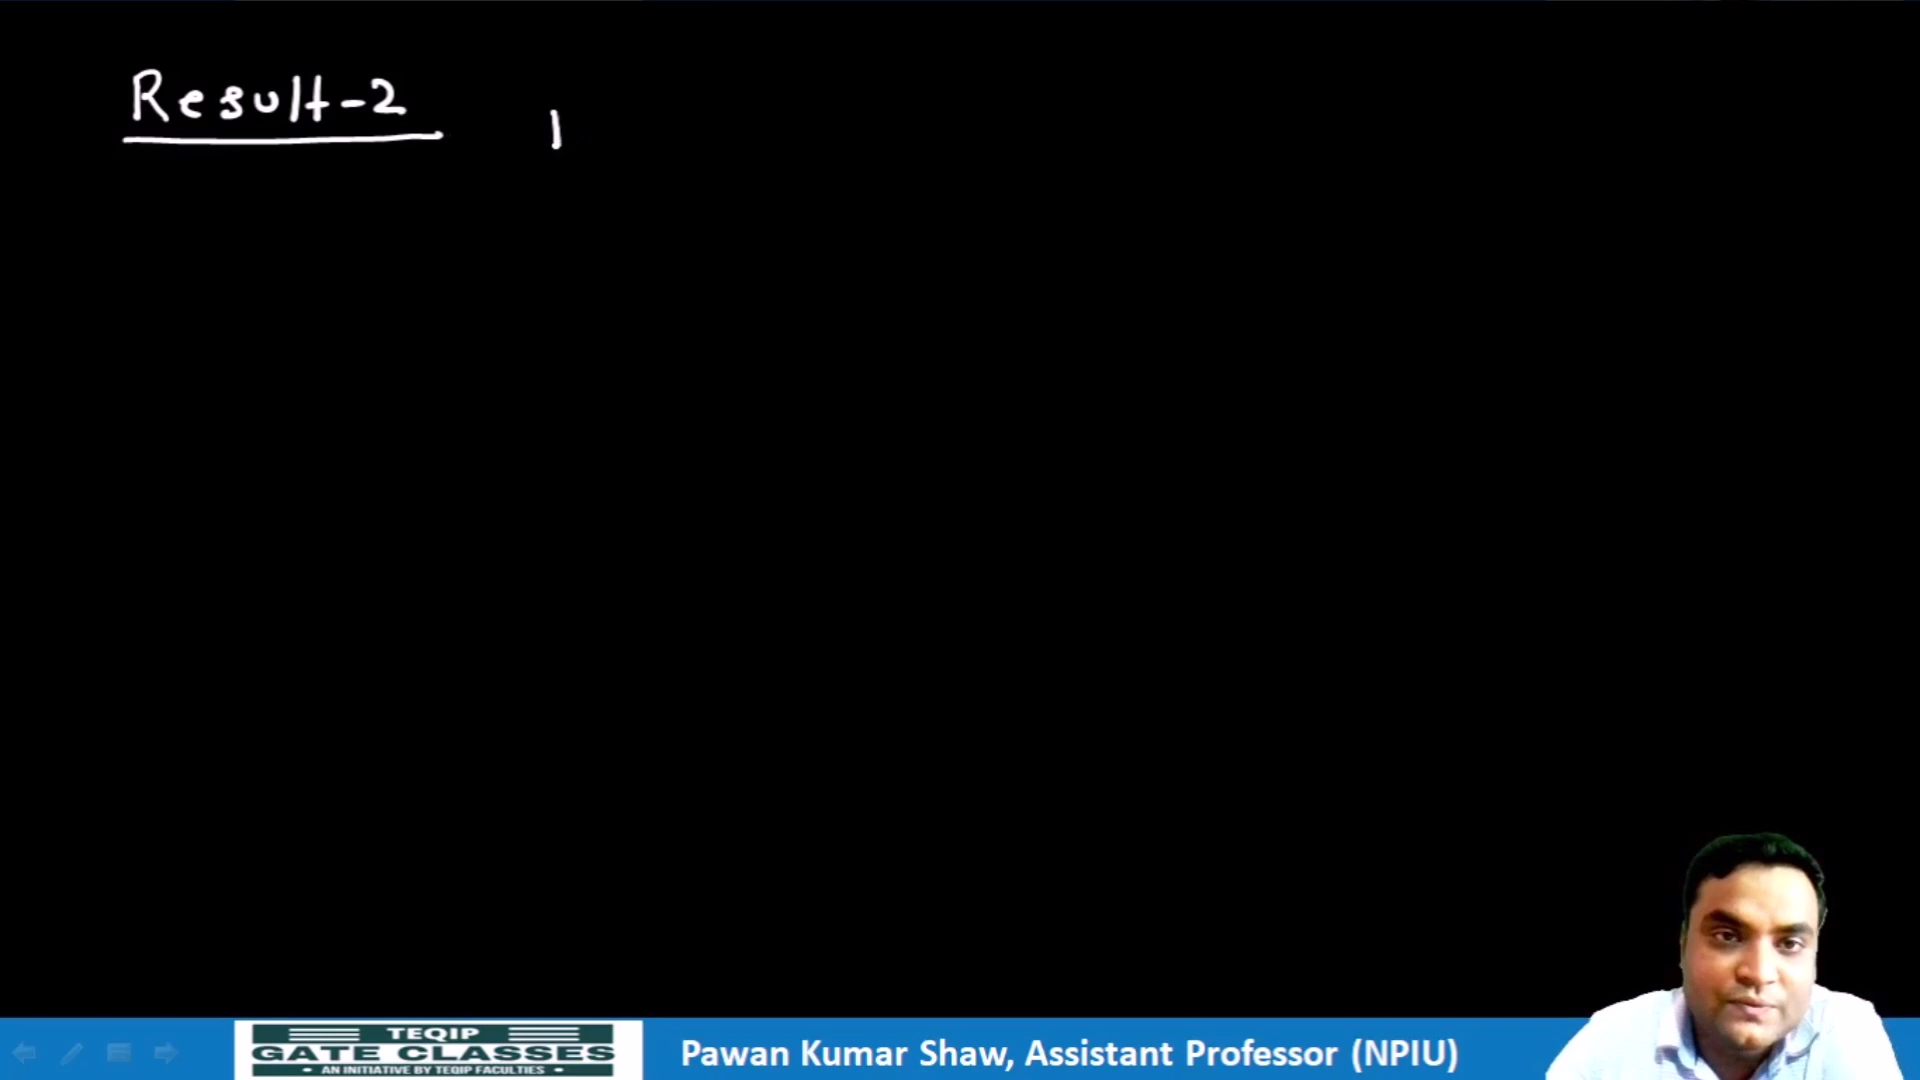 Result-2
TEQIP
GATE CLASSES
• AN INITIATIVE BY TEQIP FACULTIES •
Pawan Kumar Shaw, Assistant Professor (NPIU)